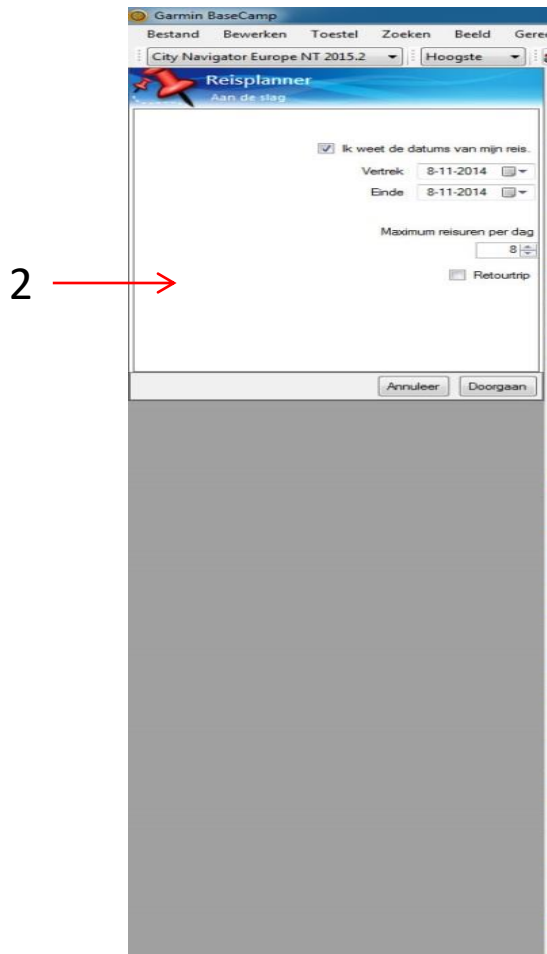 Garmin BaseCamp
Bestand Bewerken Toestel Zoeken Beeld Gere
City Navigator Europe NT 2015.2 Hoogste
Reisplanner
Aan de slag
Ik weet de datums van mijn reis.
Vertrek 8-11-2014
Einde 8-11-2014
Maximum reisuren per dag
8
2
Retourtrip
Annuleer Doorgaan